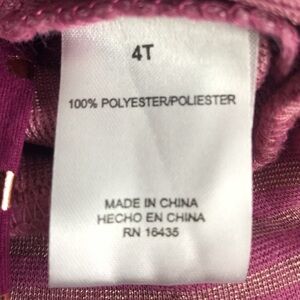 4T
100% POLYESTER/POLIESTER
MADE IN CHINA
HECHO EN CHINA
RN 16435